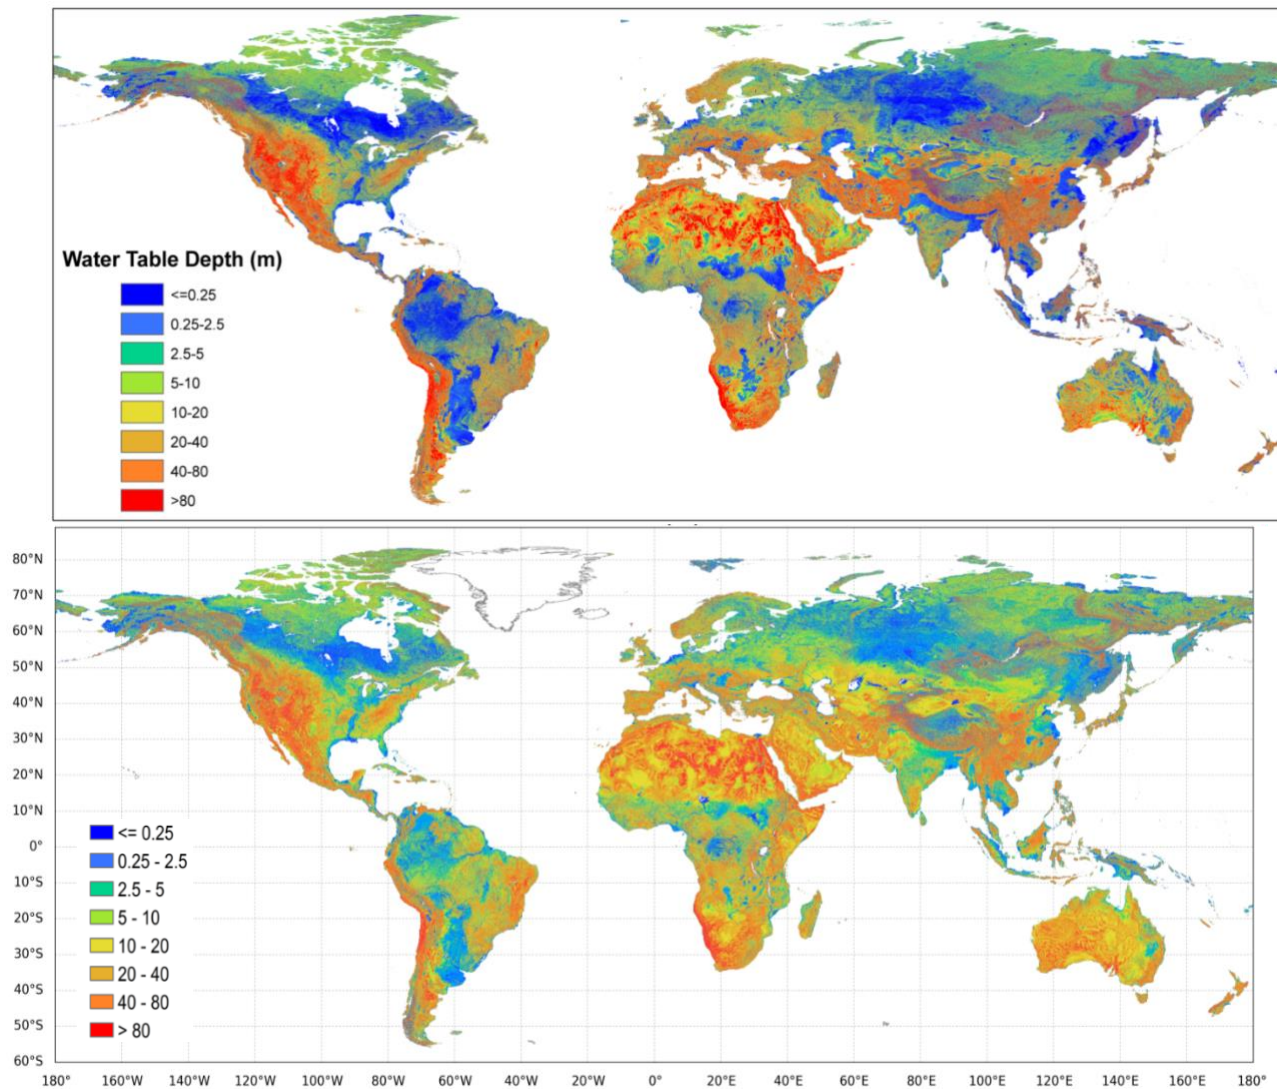 Water Table Depth (m)
<=0.25
0.25-2.5
2.5-5
5-10
10-20
20-40
40-80
>80
80°N
70°N
60°N
50°N
40°N
30°N
20°N
10°N
0°
10°S
20°S
30°S
40°S
50°S
60°S
<= 0.25
0.25 - 2.5
2.5 - 5
5 - 10
10 - 20
20 - 40
40 - 80
> 80
180° 160°W 140°W 120°W 100°W 80°W 60°W 40°W 20°W 0° 20°E 40°E 60°E 80°E 100°E 120°E 140°E 160°E 180°